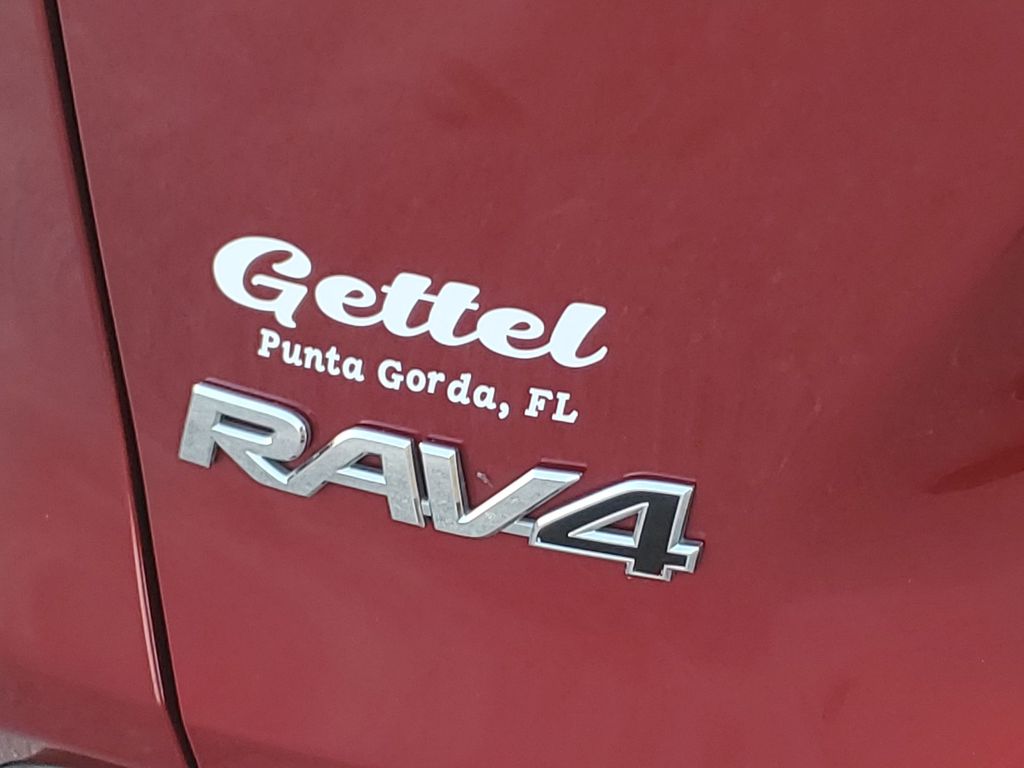 Gettel
Punta Gorda, FL
RAV4